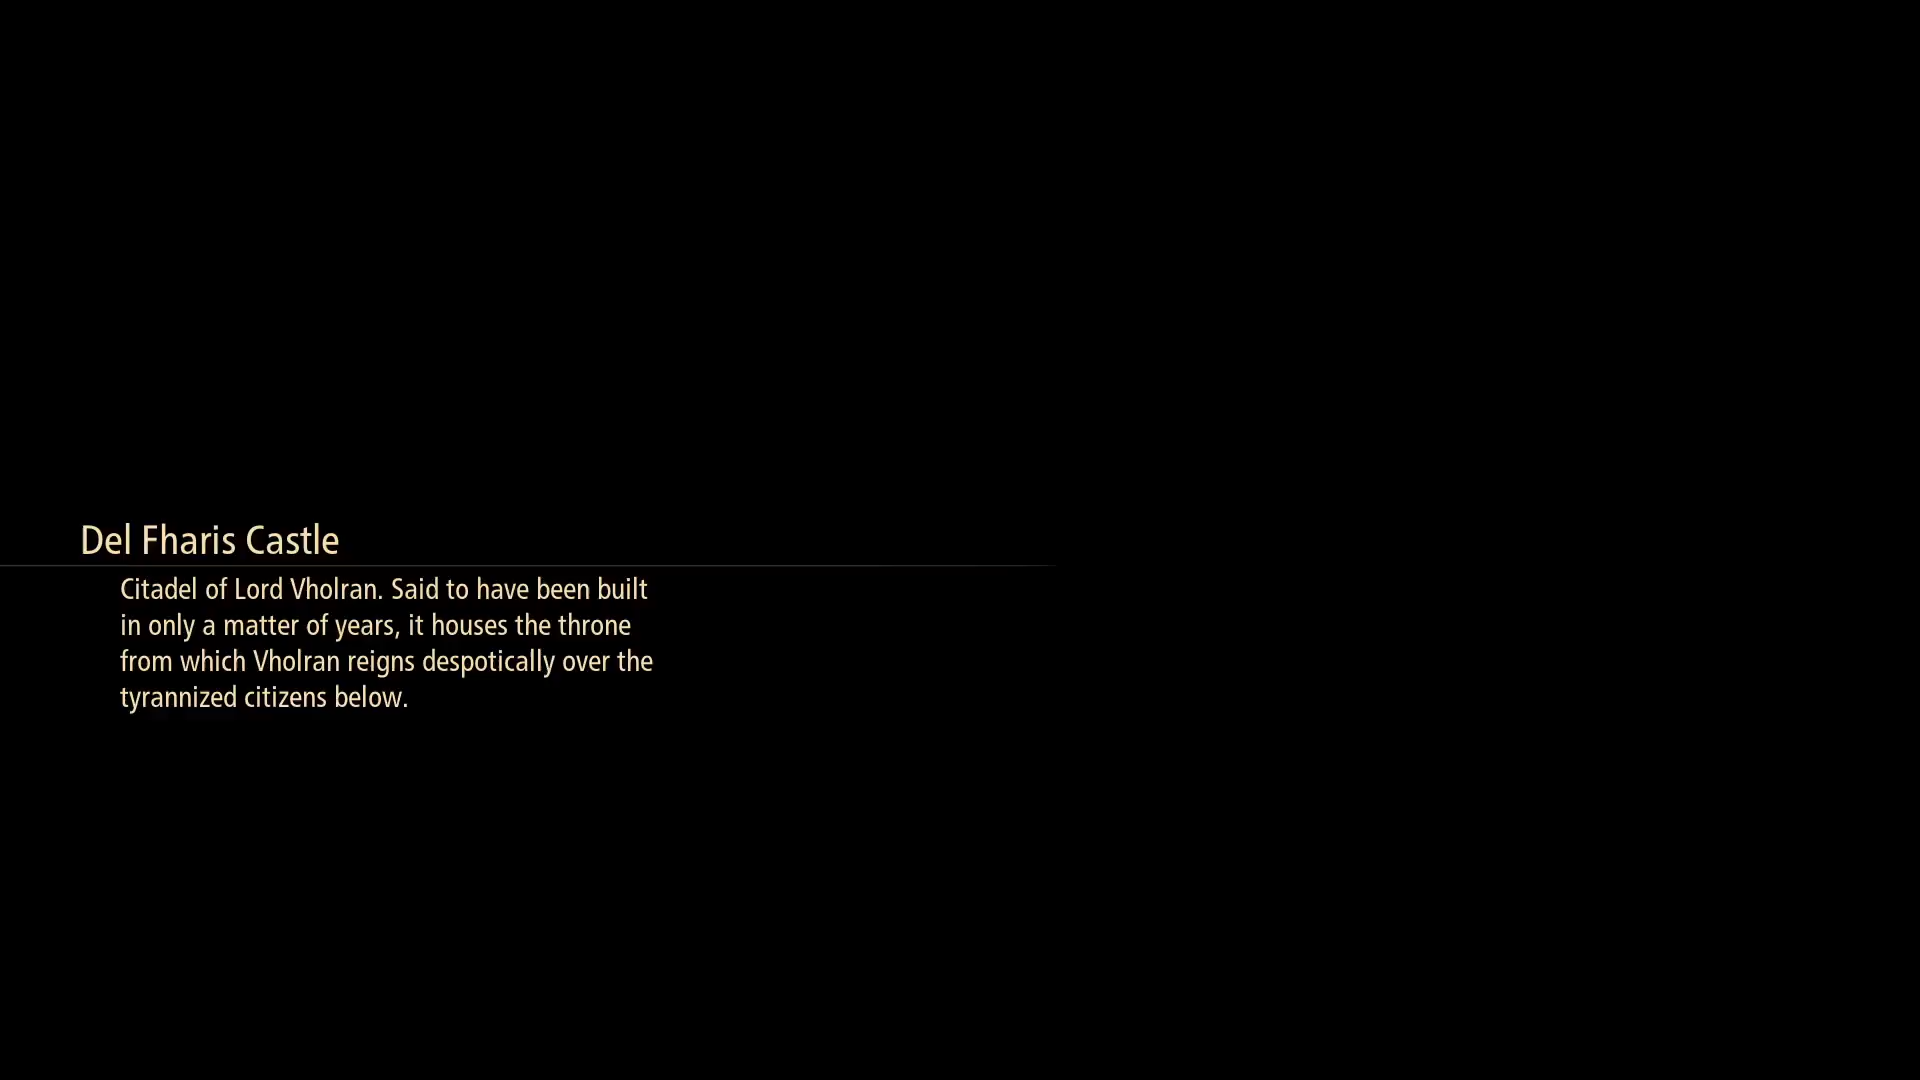 Del Fharis Castle
Citadel of Lord Vholran. Said to have been built
in only a matter of years, it houses the throne
from which Vholran reigns despotically over the
tyrannized citizens below.